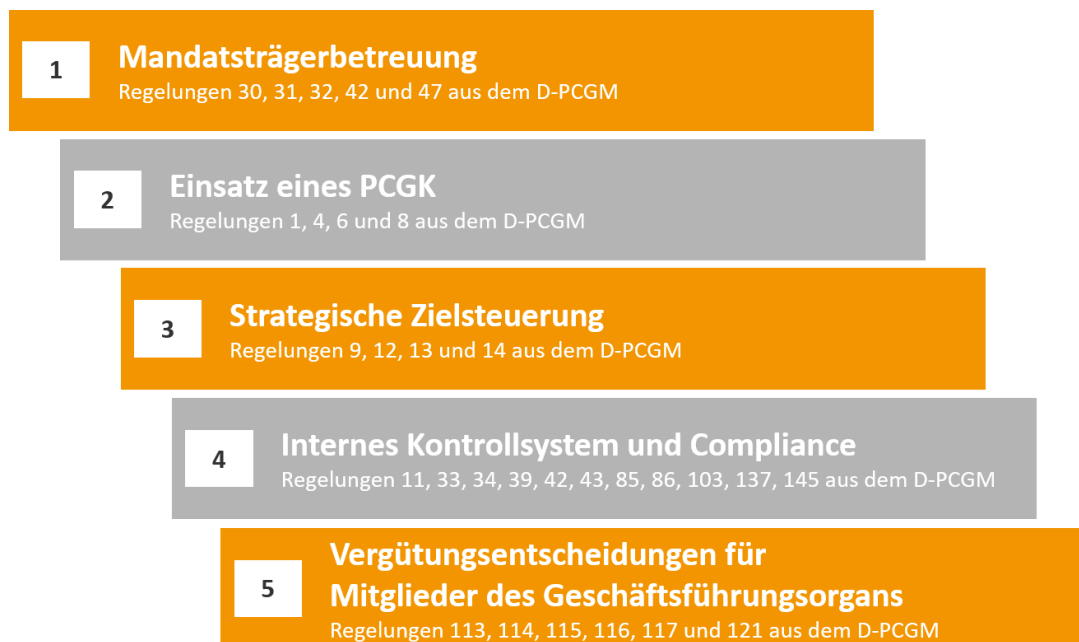 1
Mandatsträgerbetreuung
Regelungen 30, 31, 32, 42 und 47 aus dem D-PCGM
2
Einsatz eines PCGK
Regelungen 1, 4, 6 und 8 aus dem D-PCGM
3
Strategische Zielsteuerung
Regelungen 9, 12, 13 und 14 aus dem D-PCGM
4
Internes Kontrollsystem und Compliance
Regelungen 11, 33, 34, 39, 42, 43, 85, 86, 103, 137, 145 aus dem D-PCGM
5
Vergütungsentscheidungen für
Mitglieder des Geschäftsführungsorgans
Regelungen 113, 114, 115, 116, 117 und 121 aus dem D-PCGM